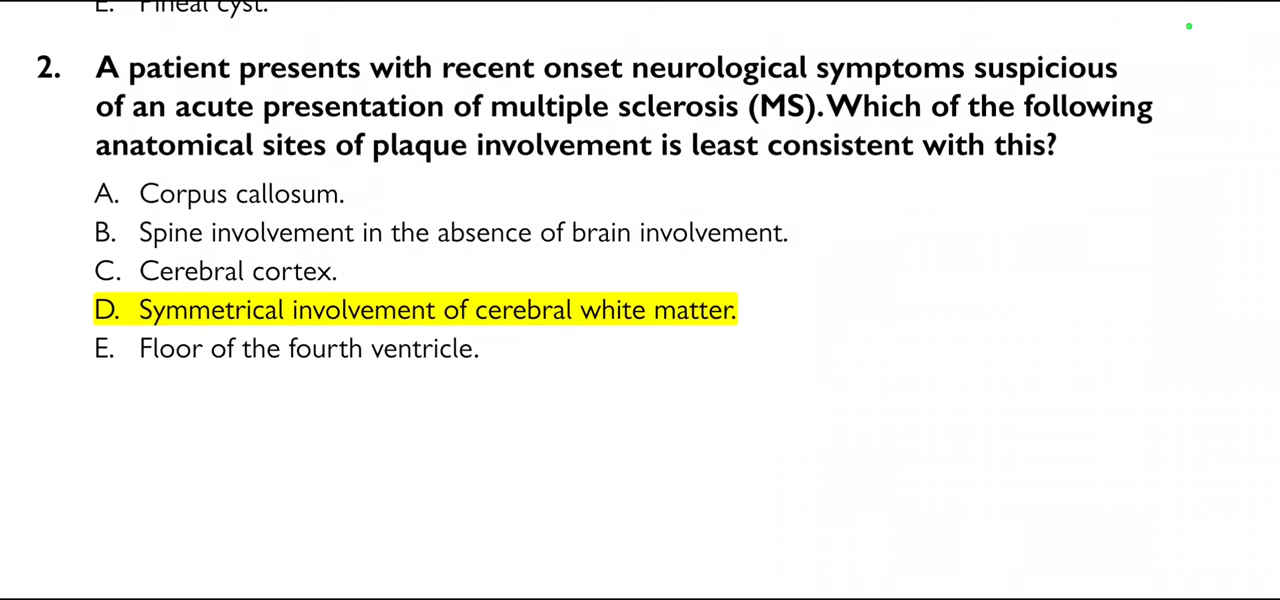 E. Pineal cyst.
2. A patient presents with recent onset neurological symptoms suspicious
of an acute presentation of multiple sclerosis (MS). Which of the following
anatomical sites of plaque involvement is least consistent with this?
A. Corpus callosum.
B. Spine involvement in the absence of brain involvement.
C. Cerebral cortex.
D. Symmetrical involvement of cerebral white matter.
E. Floor of the fourth ventricle.